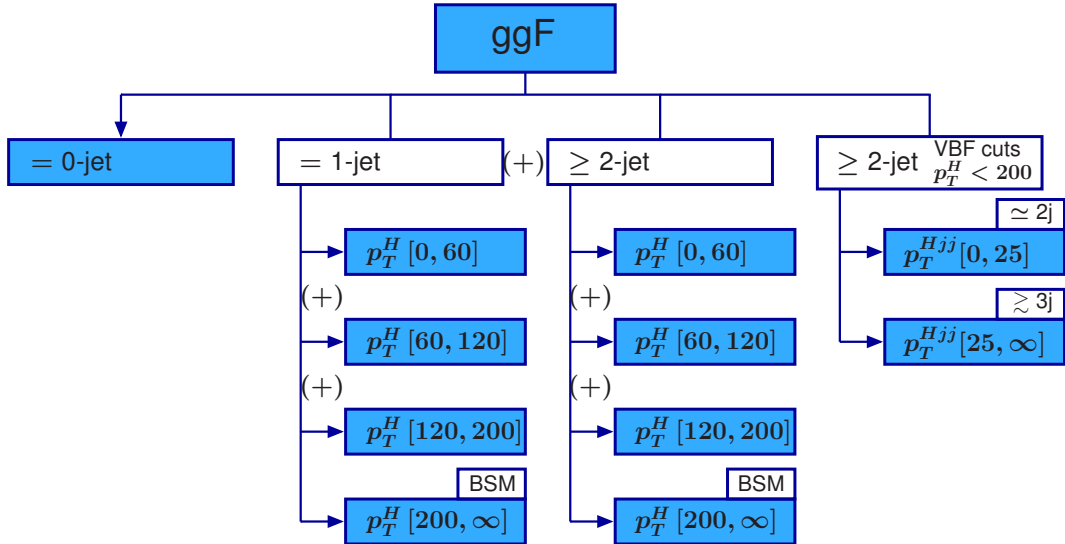 ggF
= 0-jet
= 1-jet
(+)
≥ 2-jet
≥ 2-jet VBF cuts
p_T^H < 200
p_T^H [0, 60]
(+)
p_T^H [60, 120]
(+)
p_T^H [120, 200]
BSM
p_T^H [200, ∞]
p_T^H [0, 60]
(+)
p_T^H [60, 120]
(+)
p_T^H [120, 200]
BSM
p_T^H [200, ∞]
≃ 2j
p_T^{Hjj} [0, 25]
≳ 3j
p_T^{Hjj} [25, ∞]